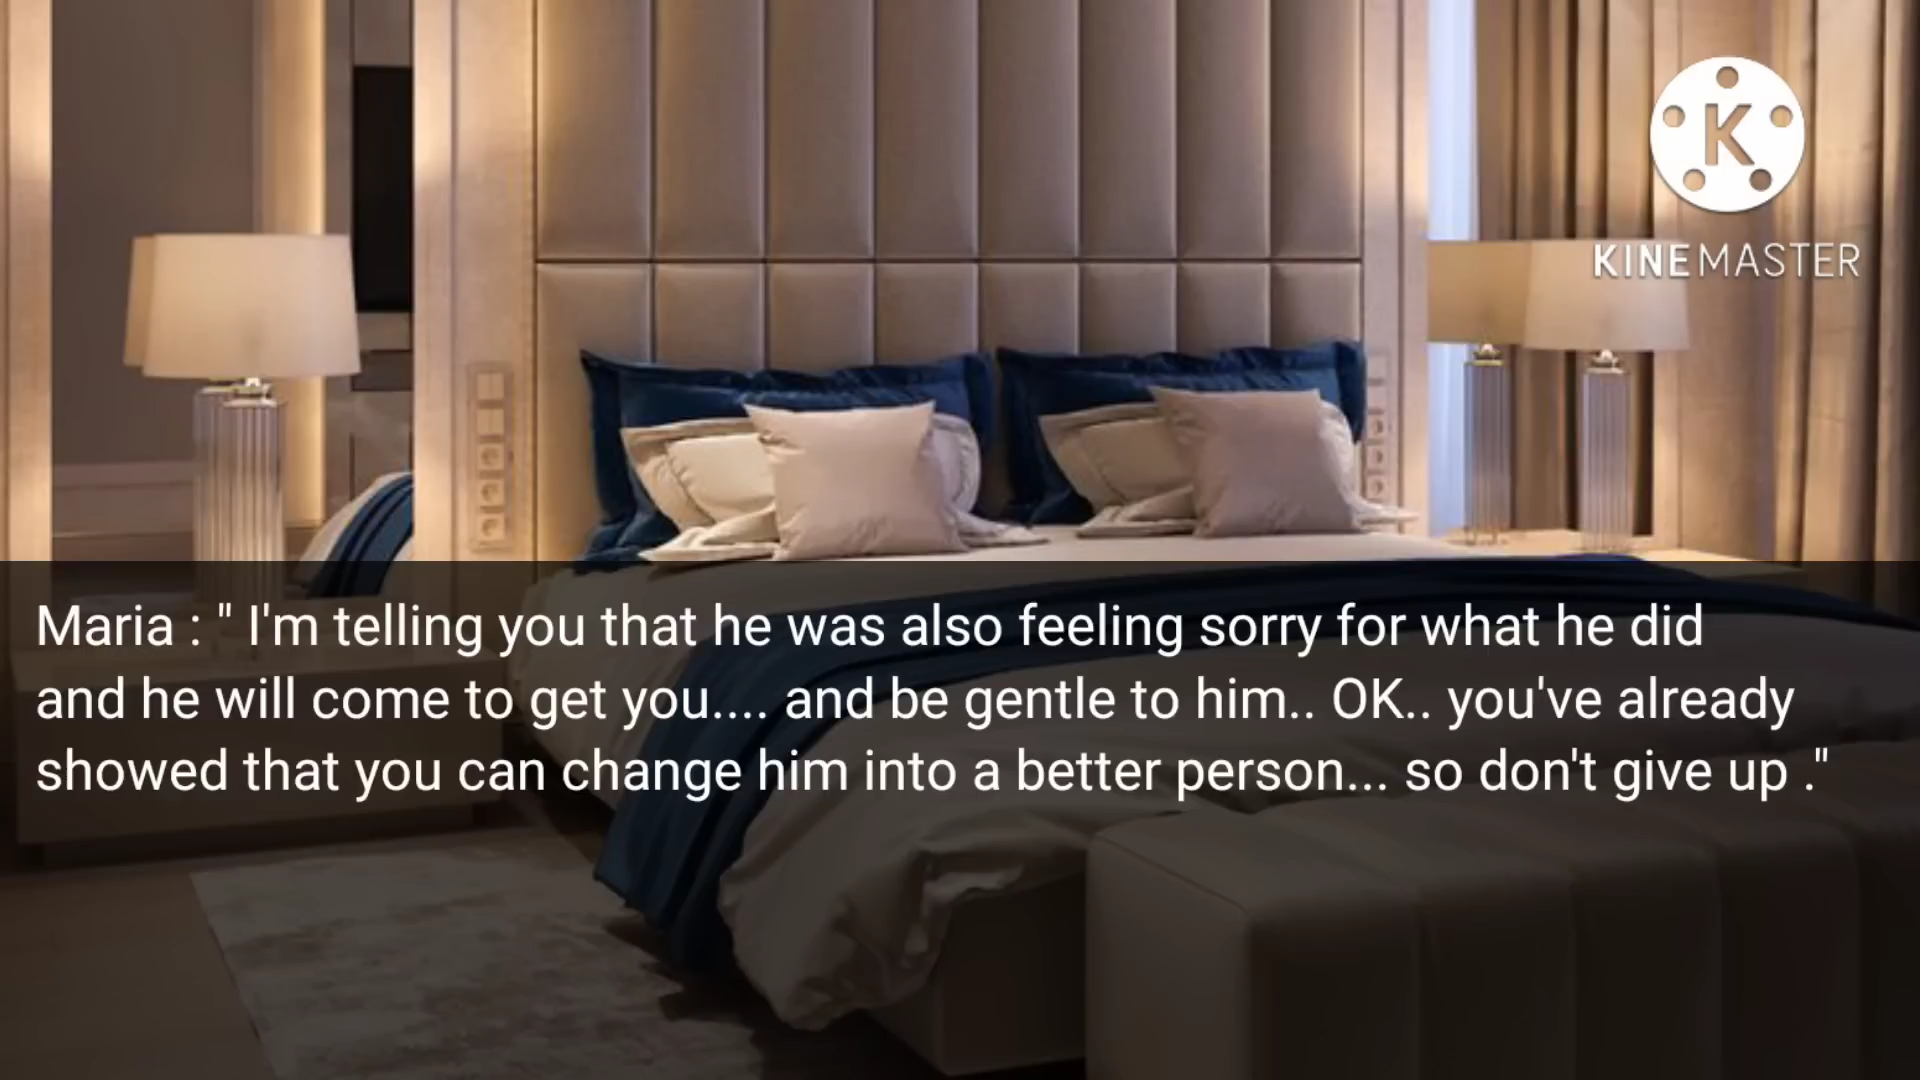 K
KINEMASTER
Maria : " I'm telling you that he was also feeling sorry for what he did
and he will come to get you.... and be gentle to him.. OK.. you've already
showed that you can change him into a better person... so don't give up ."